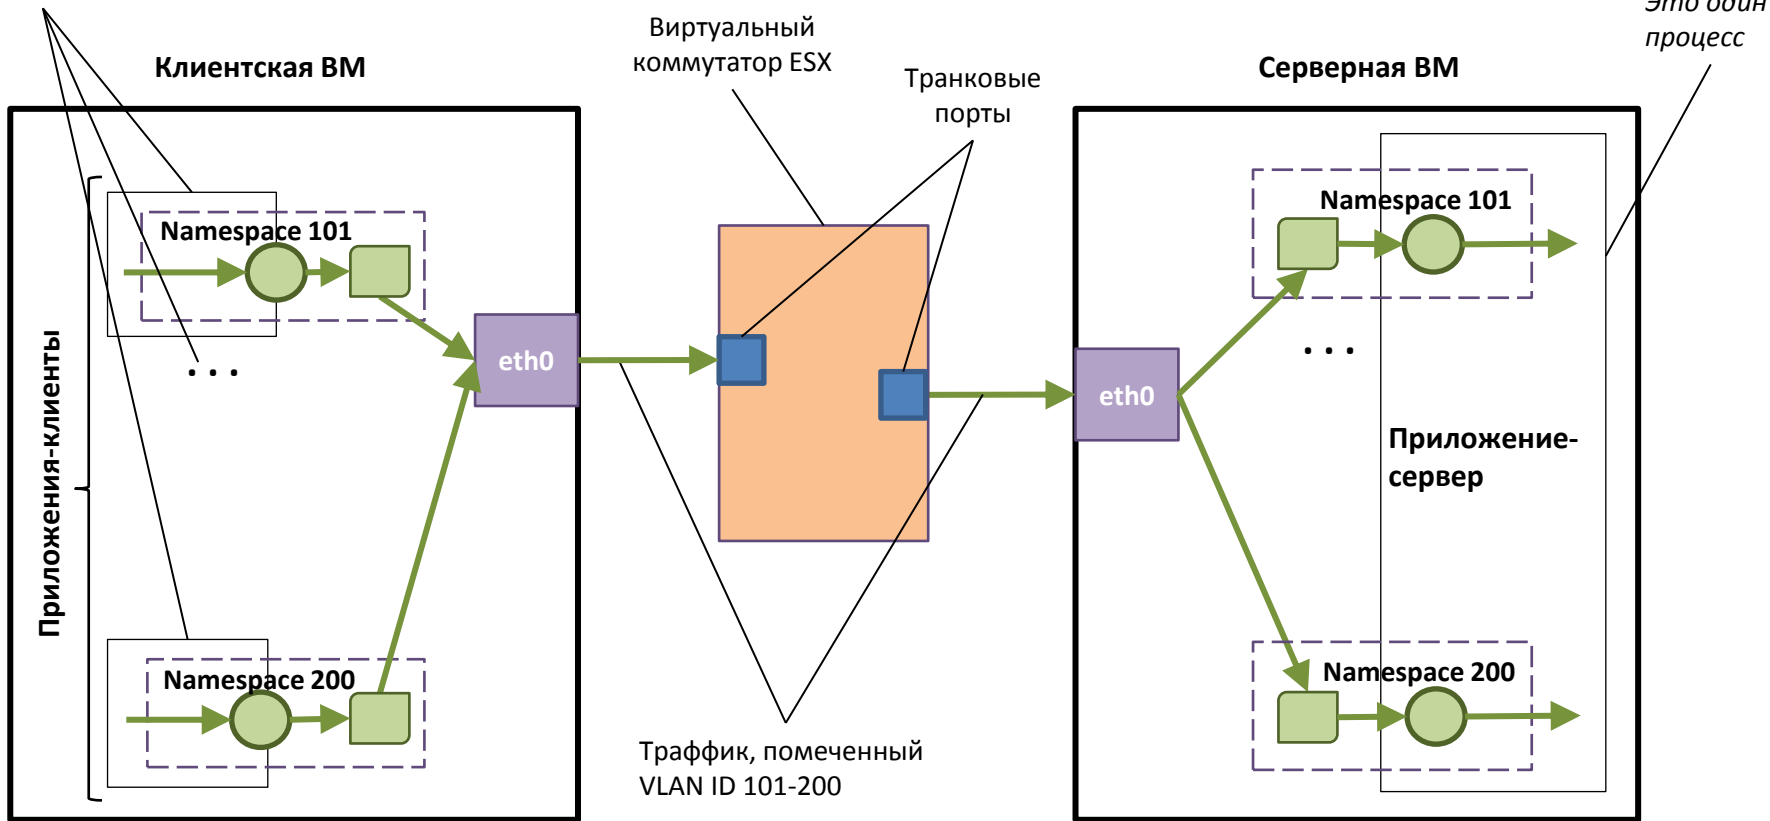 Это один
процесс
Виртуальный
коммутатор ESX
Клиентская ВМ
Транковые
порты
Серверная ВМ
Namespace 101
Namespace 101
Приложения-клиенты
. . .
. . .
eth0
eth0
Приложение-
сервер
Namespace 200
Namespace 200
Траффик, помеченный
VLAN ID 101-200